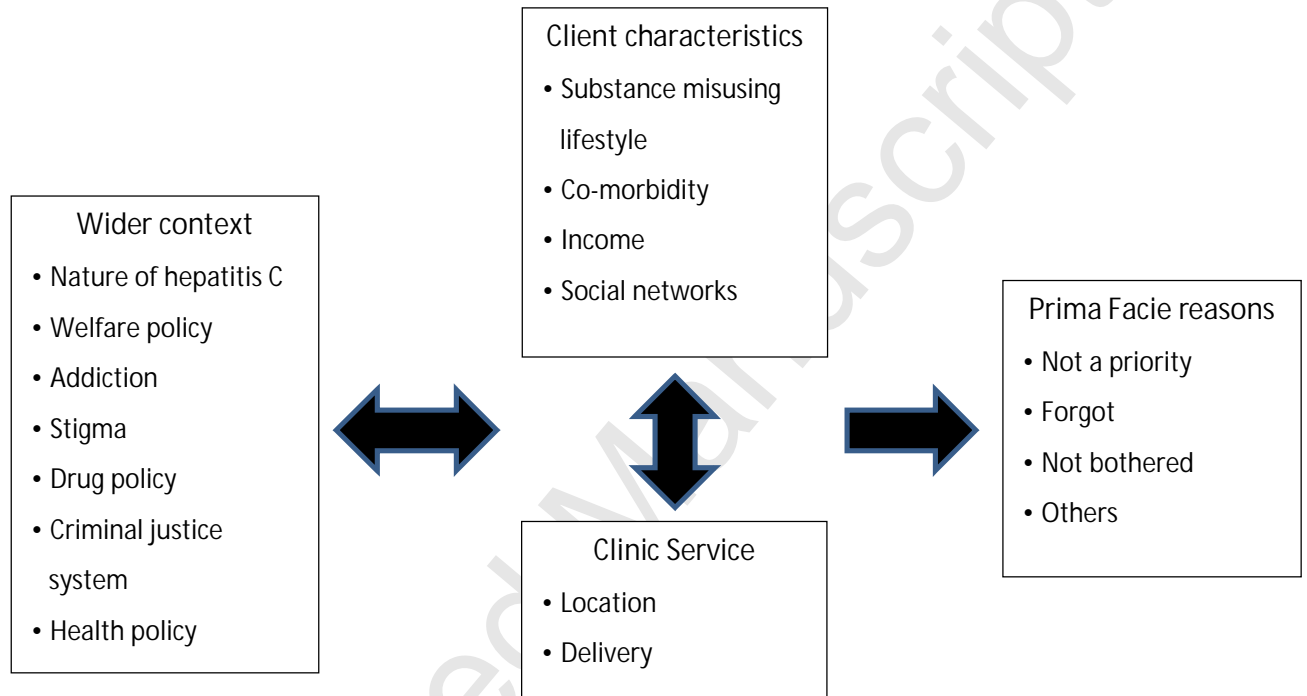 Client characteristics
• Substance misusing
lifestyle
• Co-morbidity
• Income
• Social networks
Wider context
• Nature of hepatitis C
• Welfare policy
• Addiction
• Stigma
• Drug policy
• Criminal justice
system
• Health policy
Prima Facie reasons
• Not a priority
• Forgot
• Not bothered
• Others
Clinic Service
• Location
• Delivery